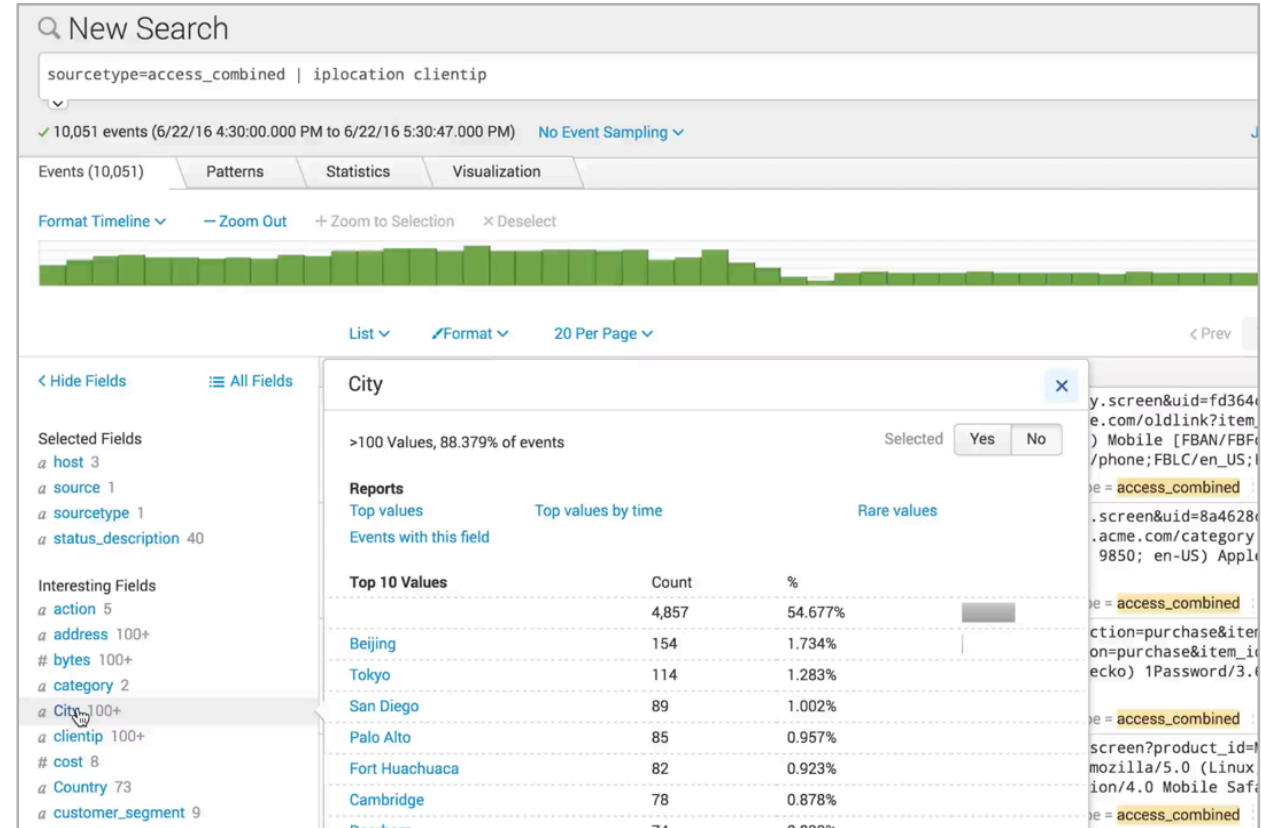 New Search
sourcetype=access_combined | iplocation clientip
✓ 10,051 events (6/22/16 4:30:00.000 PM to 6/22/16 5:30:47.000 PM) No Event Sampling
Events (10,051) Patterns Statistics Visualization
Format Timeline — Zoom Out + Zoom to Selection × Deselect
List Format 20 Per Page < Prev
< Hide Fields All Fields
Selected Fields
a host 3
a source 1
a sourcetype 1
a status_description 40
Interesting Fields
a action 5
a address 100+
# bytes 100+
a category 2
a City 100+
a clientip 100+
# cost 8
a Country 73
a customer_segment 9
City ×
>100 Values, 88.379% of events Selected Yes No
Reports
Top values Top values by time Rare values
Events with this field
Top 10 Values Count %
4,857 54.677%
Beijing 154 1.734%
Tokyo 114 1.283%
San Diego 89 1.002%
Palo Alto 85 0.957%
Fort Huachuaca 82 0.923%
Cambridge 78 0.878%
y.screen&uid=fd364
e.com/oldlink?item_
) Mobile [FBAN/FBF
/phone;FBLC/en_US;
pe = access_combined
.screen&uid=8a4628
.acme.com/category
9850; en-US) Appl
pe = access_combined
ction=purchase&ite
on=purchase&item_i
ecko) 1Password/3.
pe = access_combined
screen?product_id=
mozilla/5.0 (Linux
ion/4.0 Mobile Saf
pe = access_combined